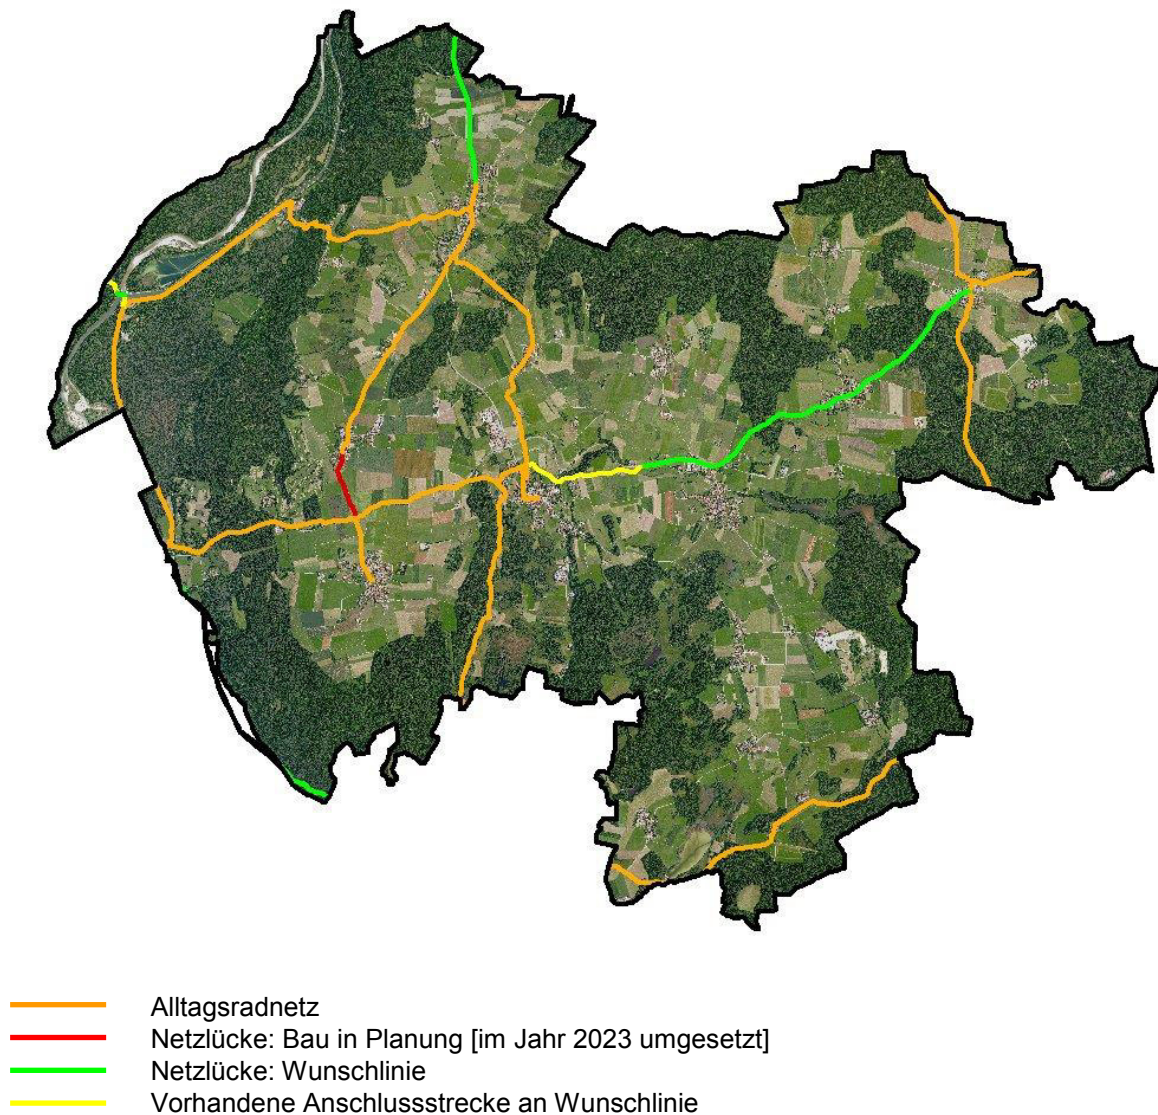 Alltagsradnetz
Netzlücke: Bau in Planung [im Jahr 2023 umgesetzt]
Netzlücke: Wunschlinie
Vorhandene Anschlussstrecke an Wunschlinie